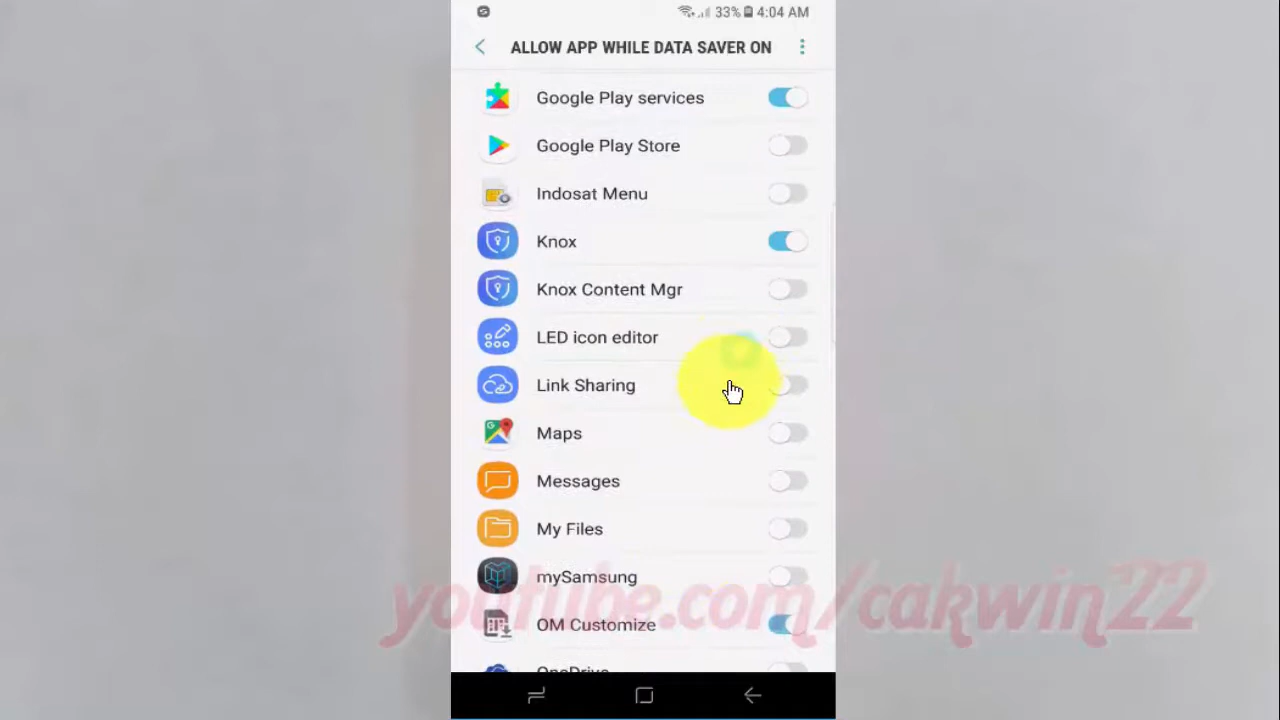 33% 4:04 AM
ALLOW APP WHILE DATA SAVER ON
Google Play services
Google Play Store
Indosat Menu
Knox
Knox Content Mgr
LED icon editor
Link Sharing
Maps
Messages
My Files
mySamsung
youtube.com/cakwin22
OM Customize
OneDrive